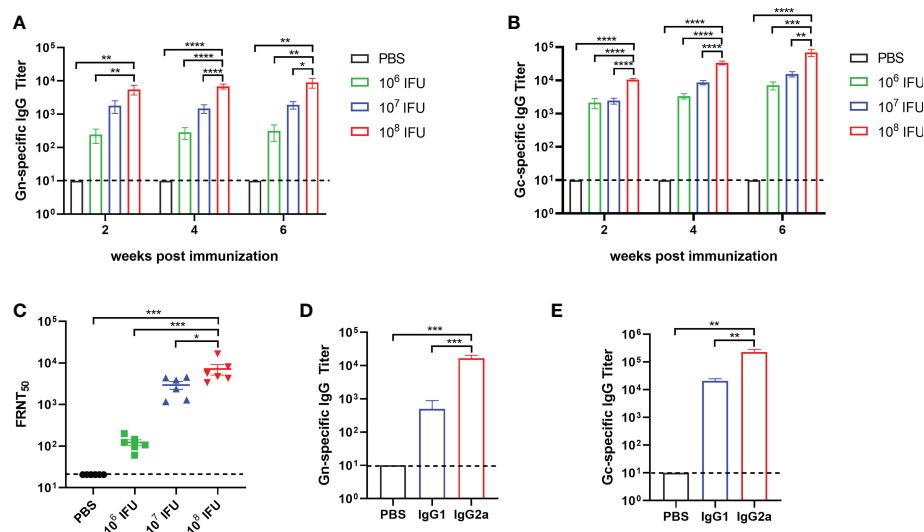 A
** **** **
** **** **
**** *
Gn-specific IgG Titer
10⁵
10⁴
10³
10²
10¹
10⁰
2 4 6
weeks post immunization
PBS
10⁶ IFU
10⁷ IFU
10⁸ IFU
B
**** **** ****
**** **** ***
**** **** **
Gc-specific IgG Titer
10⁵
10⁴
10³
10²
10¹
10⁰
2 4 6
weeks post immunization
PBS
10⁶ IFU
10⁷ IFU
10⁸ IFU
C
***
***
*
FRNT₅₀
10⁵
10⁴
10³
10²
10¹
PBS 10⁶ IFU 10⁷ IFU 10⁸ IFU
D
***
***
Gn-specific IgG Titer
10⁵
10⁴
10³
10²
10¹
10⁰
PBS IgG1 IgG2a
E
**
**
Gc-specific IgG Titer
10⁶
10⁵
10⁴
10³
10²
10¹
10⁰
PBS IgG1 IgG2a